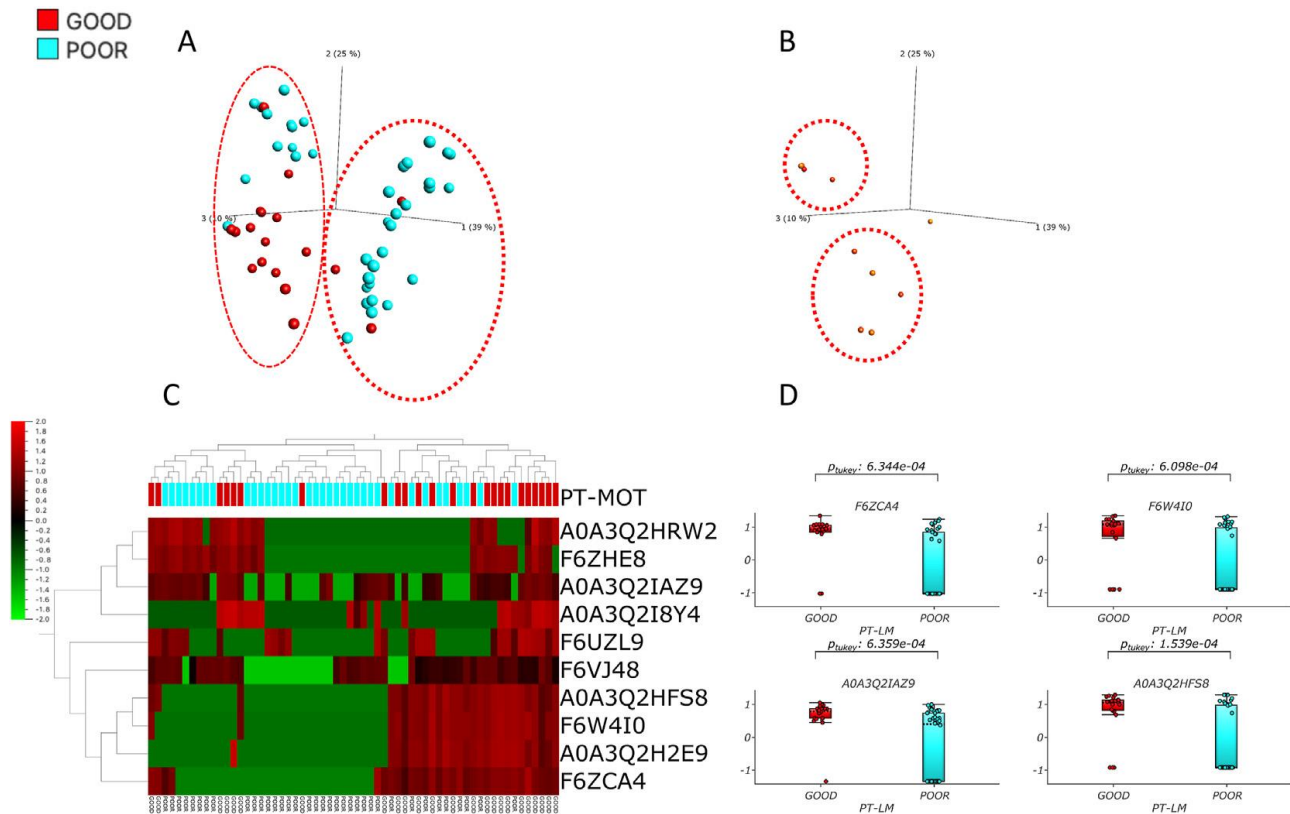 GOOD
POOR
A
B
2 (25 %)
3 (10 %)
1 (39 %)
2 (25 %)
3 (10 %)
1 (39 %)
C
D
2.0
1.8
1.6
1.4
1.2
1.0
0.8
0.6
0.4
0.2
-0.0
-0.2
-0.4
-0.6
-0.8
-1.0
-1.2
-1.4
-1.6
-1.8
-2.0
PT-MOT
A0A3Q2HRW2
F6ZHE8
A0A3Q2IAZ9
A0A3Q2I8Y4
F6UZL9
F6VJ48
A0A3Q2HFS8
F6W4I0
A0A3Q2H2E9
F6ZCA4
ptukey: 6.344e-04
F6ZCA4
1
0
-1
GOOD POOR
PT-LM
ptukey: 6.098e-04
F6W4I0
1
0
-1
GOOD POOR
PT-LM
ptukey: 6.359e-04
A0A3Q2IAZ9
1
0
-1
GOOD POOR
PT-LM
ptukey: 1.539e-04
A0A3Q2HFS8
1
0
-1
GOOD POOR
PT-LM